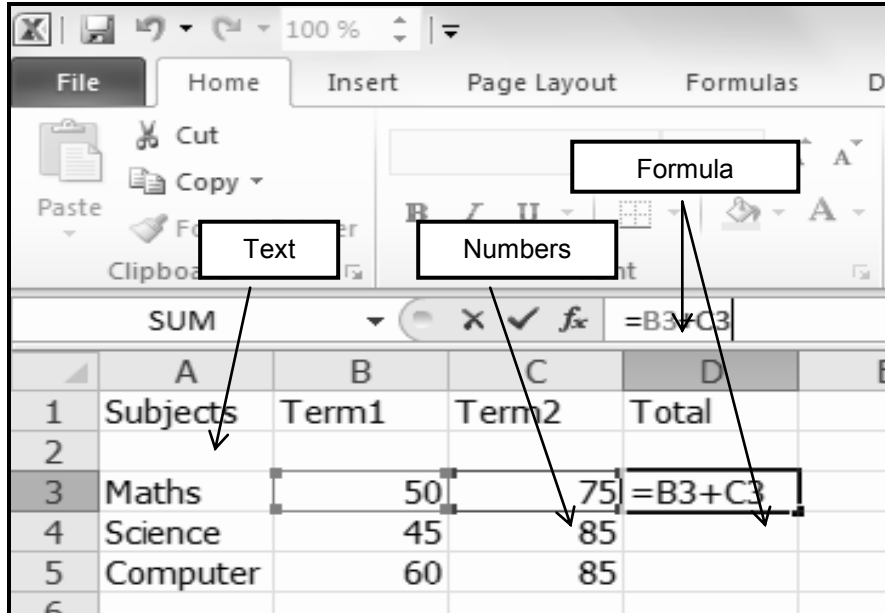 100 %
File Home Insert Page Layout Formulas D
Cut
Copy
Paste
Formula
Text
Numbers
B I U A A
SUM fx =B3+C3
A B C D E
1 Subjects Term1 Term2 Total
2
3 Maths 50 75 =B3+C3
4 Science 45 85
5 Computer 60 85
6